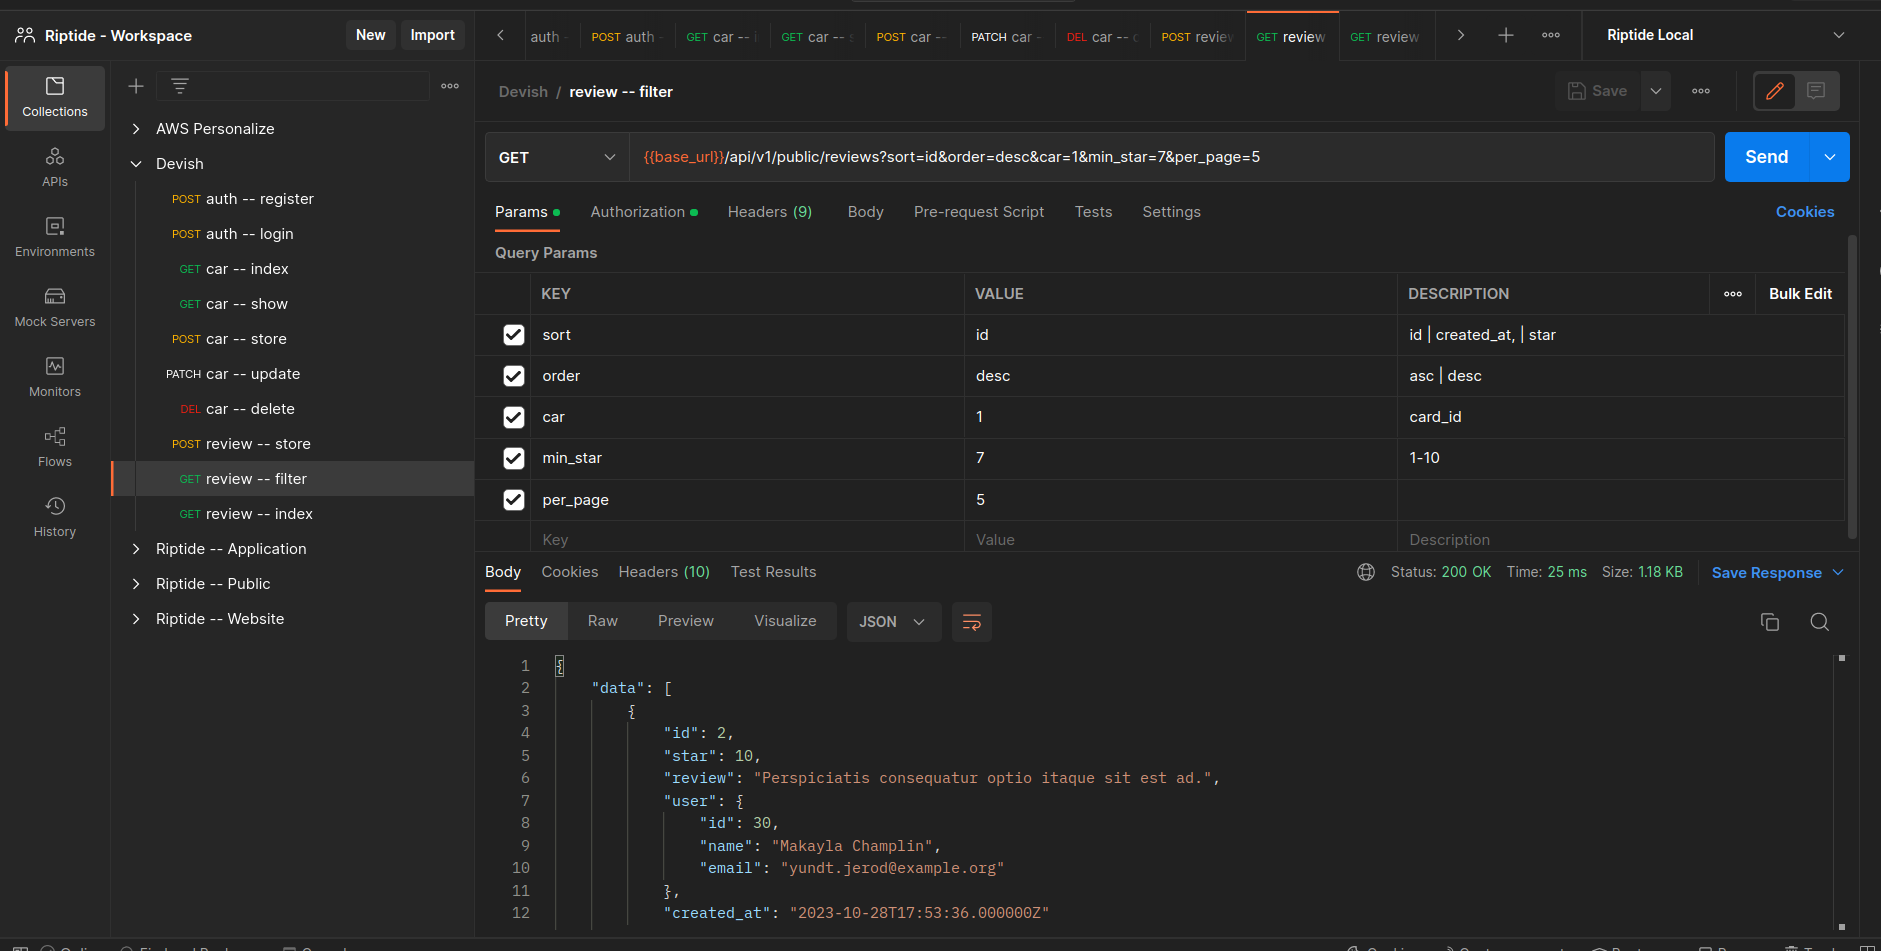 Riptide - Workspace
New
Import
auth
POST auth
GET car --
GET car --
POST car --
PATCH car
DEL car --
POST revie
GET review
GET review
Riptide Local
Collections
APIs
Environments
Mock Servers
Monitors
Flows
History
AWS Personalize
Devish
POST auth -- register
POST auth -- login
GET car -- index
GET car -- show
POST car -- store
PATCH car -- update
DEL car -- delete
POST review -- store
GET review -- filter
GET review -- index
Riptide -- Application
Riptide -- Public
Riptide -- Website
Devish / review -- filter
Save
GET
{{base_url}}/api/v1/public/reviews?sort=id&order=desc&car=1&min_star=7&per_page=5
Send
Params
Authorization
Headers (9)
Body
Pre-request Script
Tests
Settings
Cookies
Query Params
KEY VALUE DESCRIPTION Bulk Edit
sort id id | created_at, | star
order desc asc | desc
car 1 card_id
min_star 7 1-10
per_page 5
Key Value Description
Body Cookies Headers (10) Test Results
Status: 200 OK Time: 25 ms Size: 1.18 KB Save Response
Pretty Raw Preview Visualize JSON
1 {
2 "data": [
3 {
4 "id": 2,
5 "star": 10,
6 "review": "Perspiciatis consequatur optio itaque sit est ad.",
7 "user": {
8 "id": 30,
9 "name": "Makayla Champlin",
10 "email": "yundt.jerod@example.org"
11 },
12 "created_at": "2023-10-28T17:53:36.000000Z"